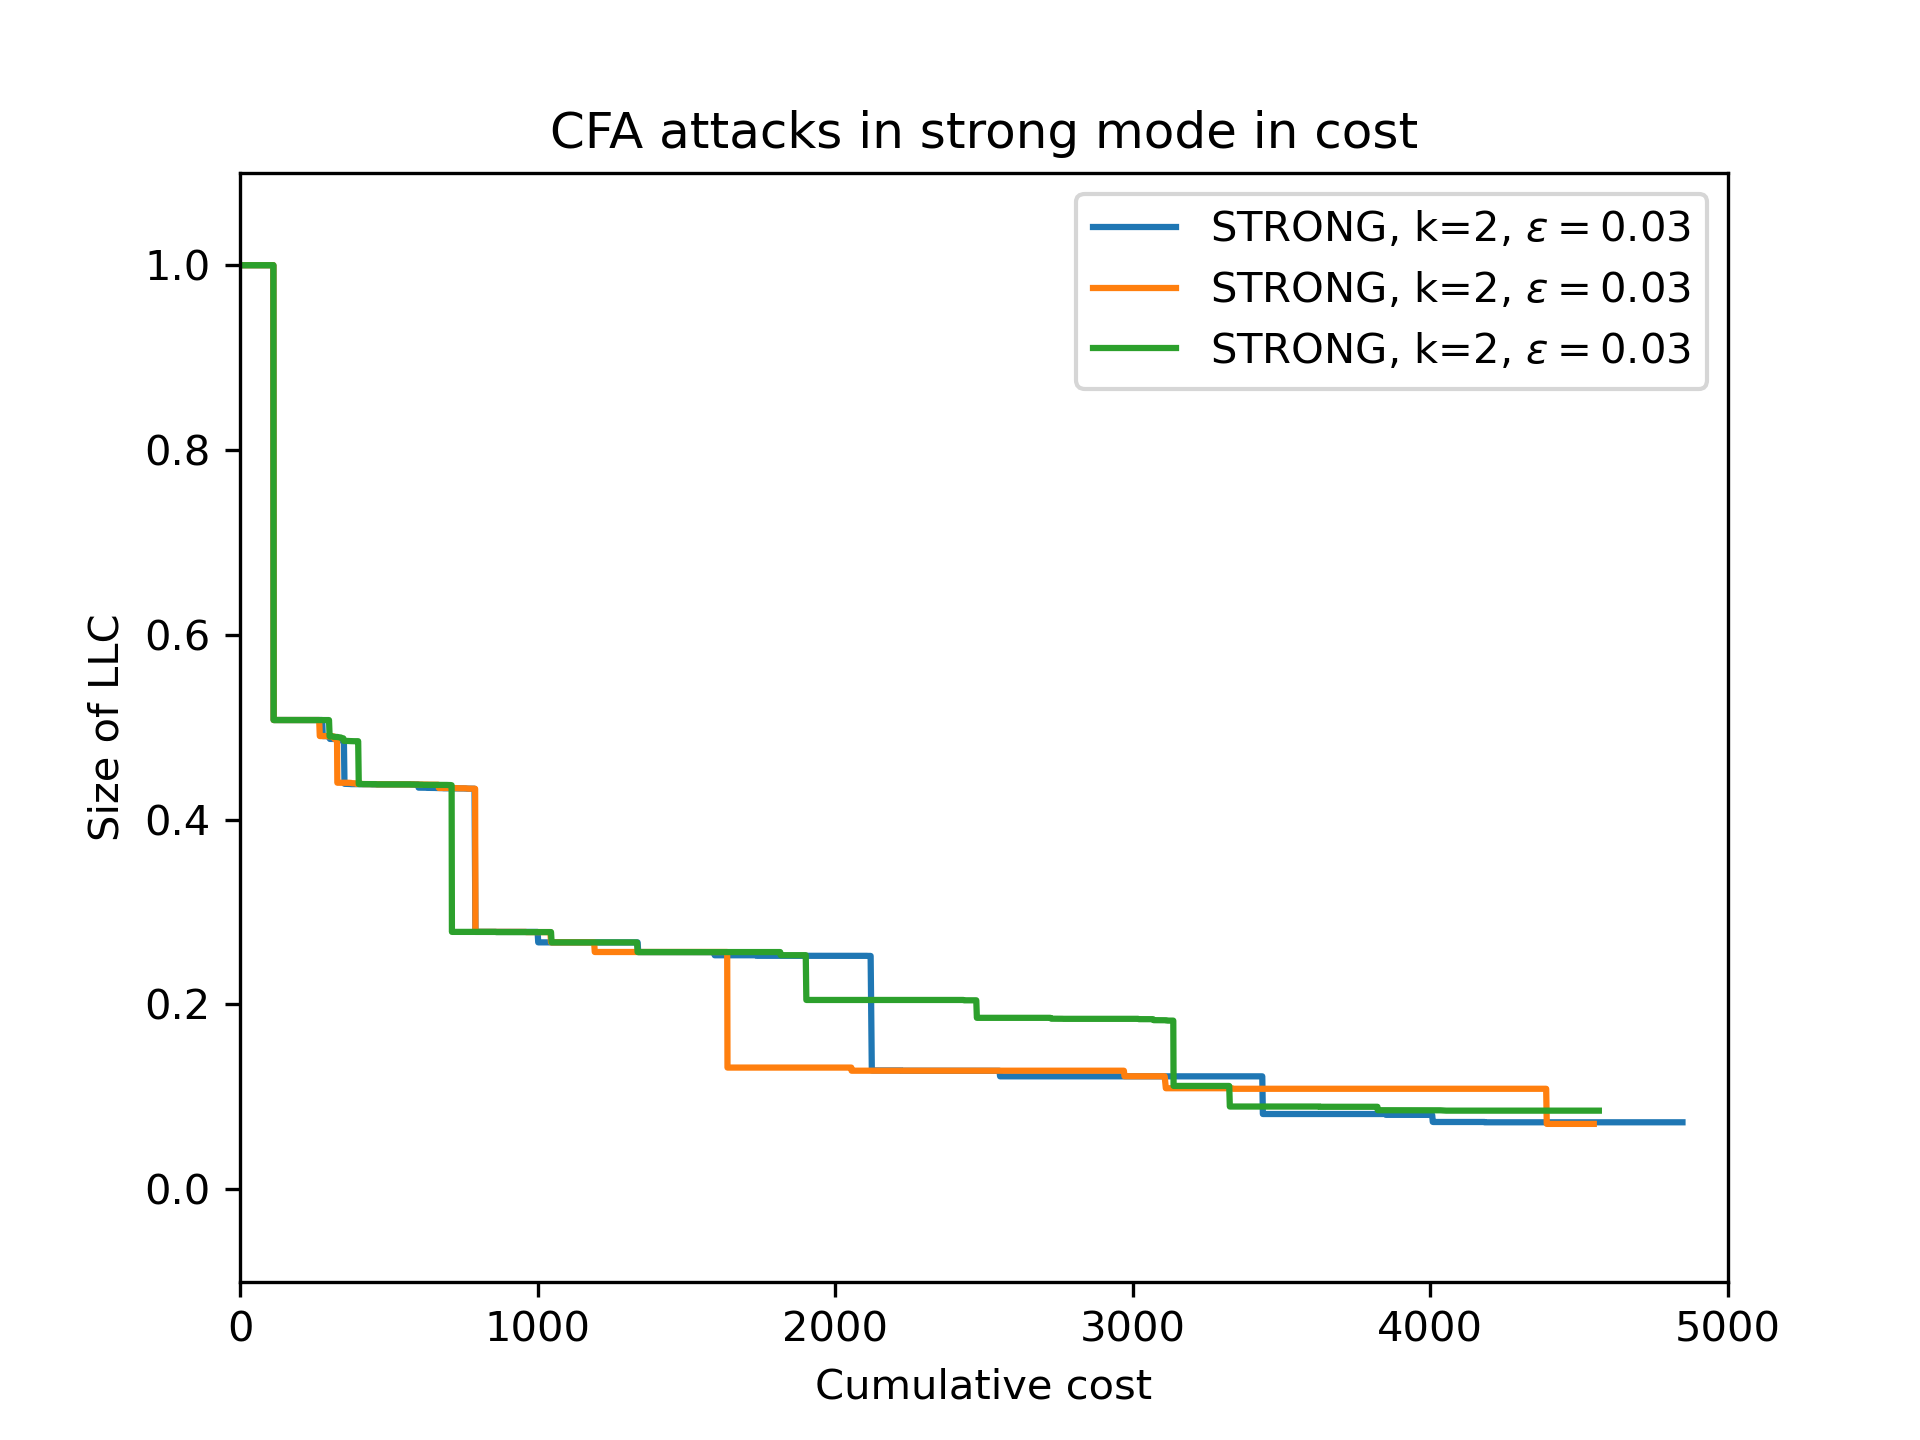 CFA attacks in strong mode in cost
STRONG, k=2, ε = 0.03
STRONG, k=2, ε = 0.03
STRONG, k=2, ε = 0.03
Size of LLC
1.0
0.8
0.6
0.4
0.2
0.0
0 1000 2000 3000 4000 5000
Cumulative cost